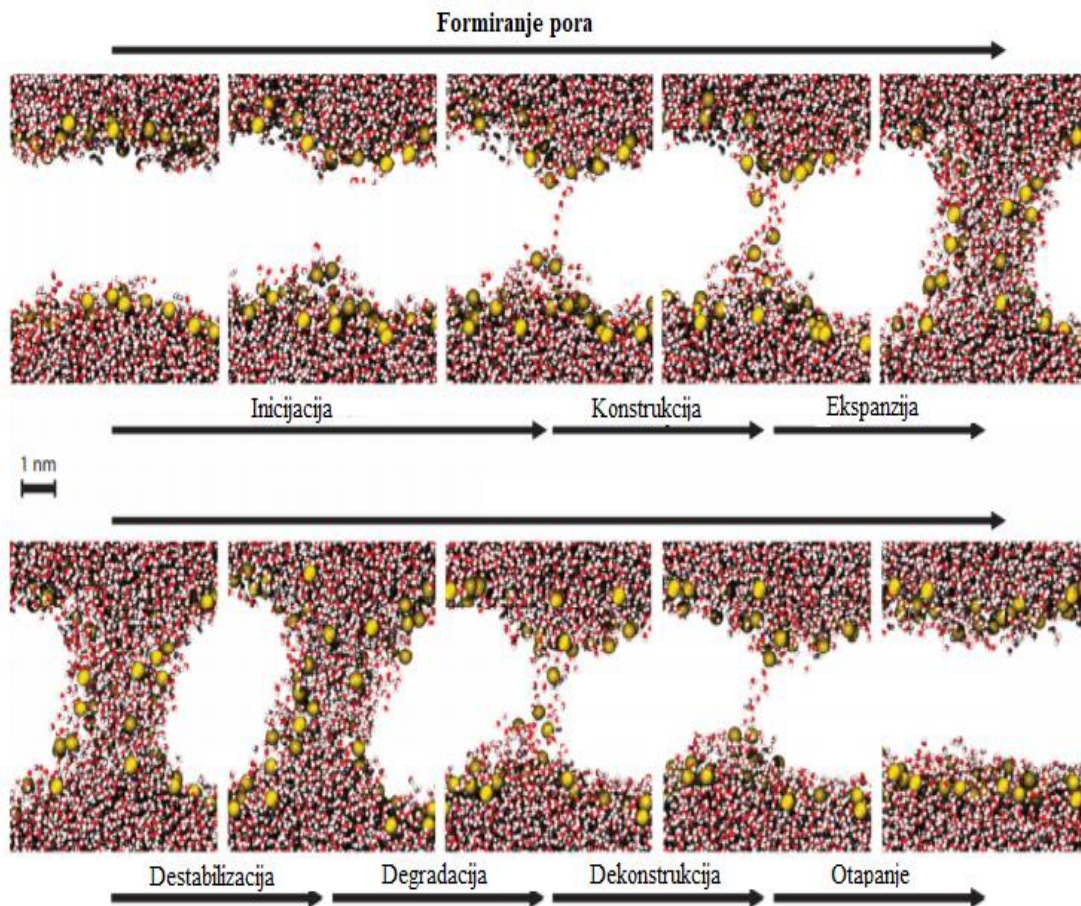 Formiranje pora
Inicijacija Konstrukcija Ekspanzija
1 nm
Destabilizacija Degradacija Dekonstrukcija Otapanje